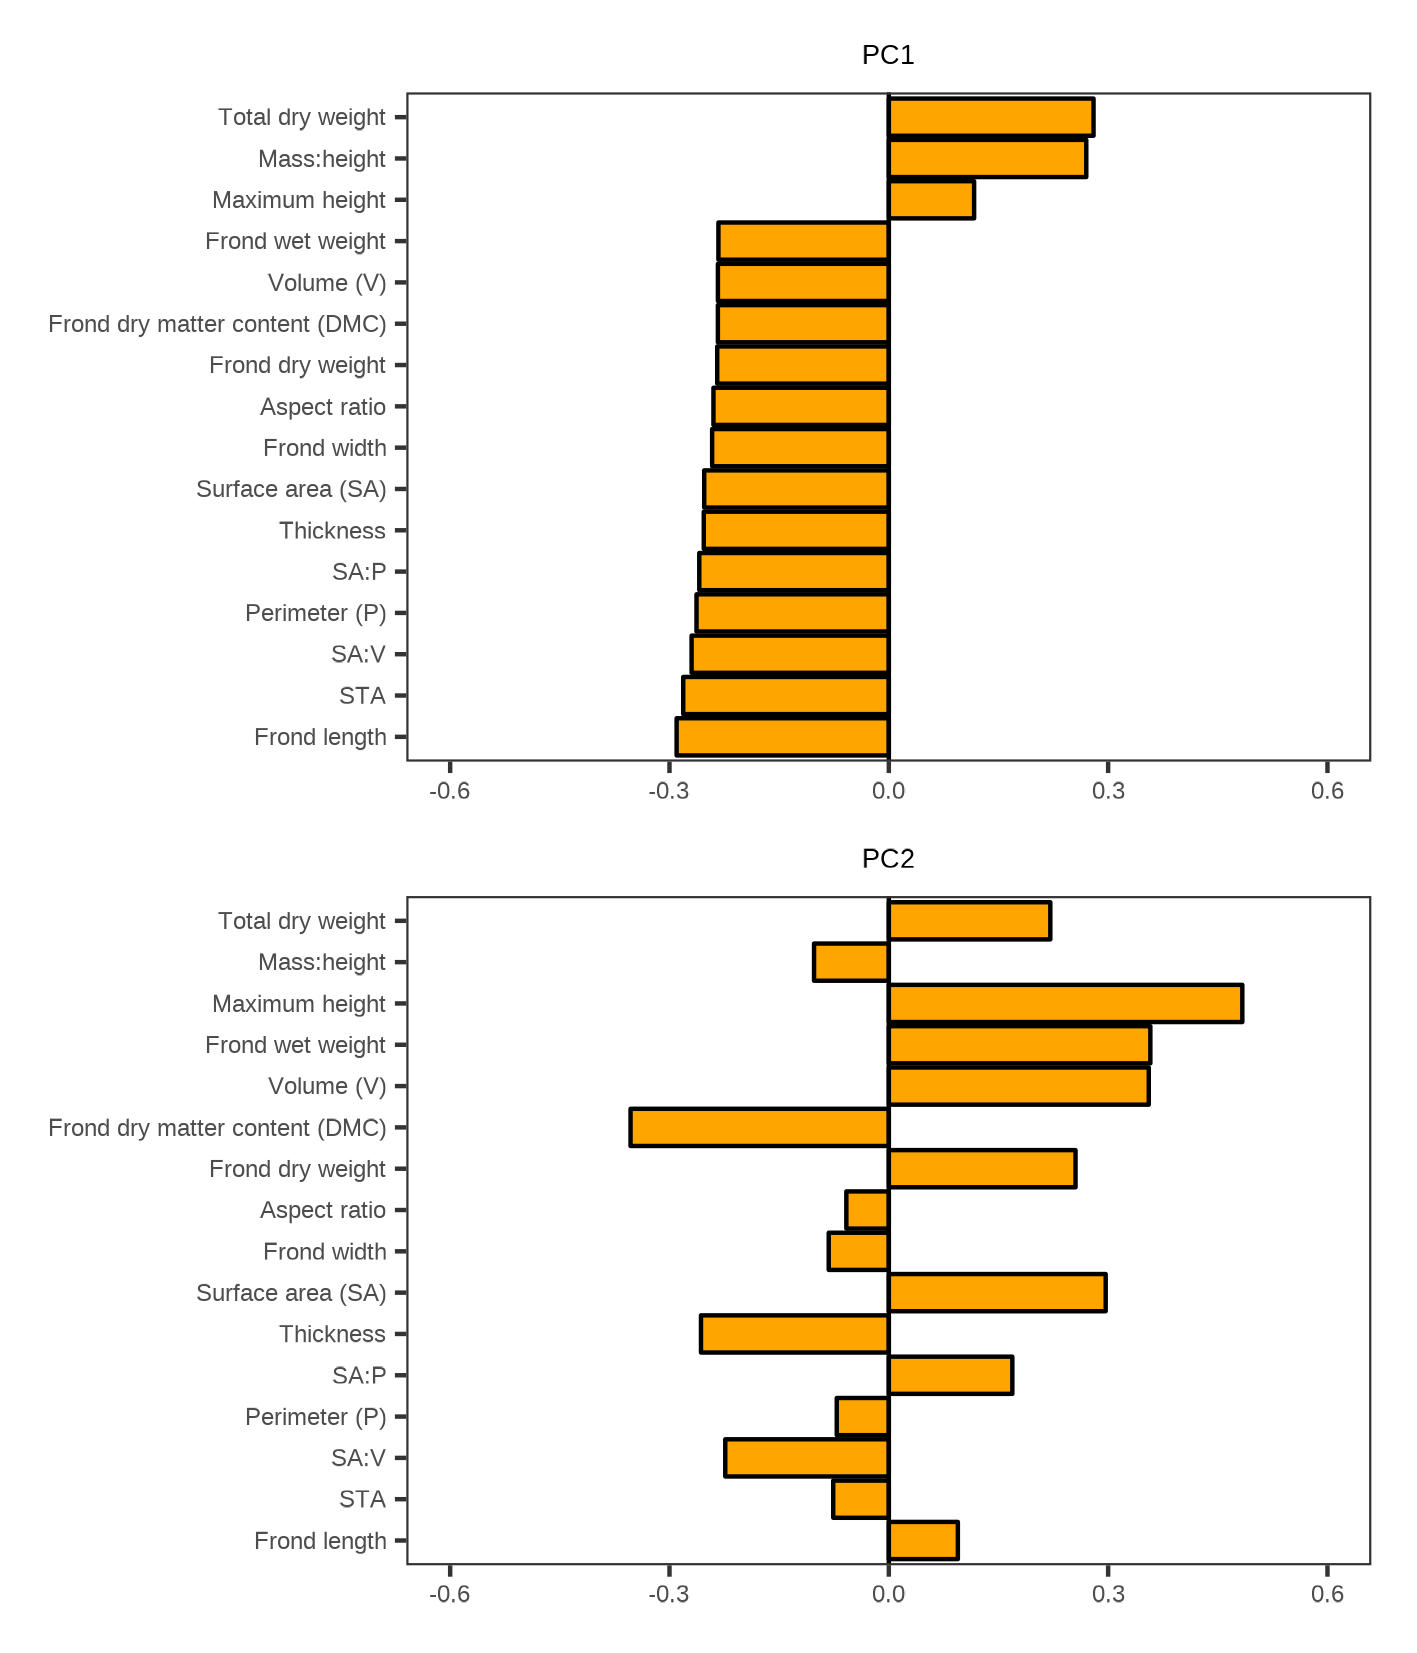 PC1
Total dry weight
Mass:height
Maximum height
Frond wet weight
Volume (V)
Frond dry matter content (DMC)
Frond dry weight
Aspect ratio
Frond width
Surface area (SA)
Thickness
SA:P
Perimeter (P)
SA:V
STA
Frond length
-0.6 -0.3 0.0 0.3 0.6
PC2
Total dry weight
Mass:height
Maximum height
Frond wet weight
Volume (V)
Frond dry matter content (DMC)
Frond dry weight
Aspect ratio
Frond width
Surface area (SA)
Thickness
SA:P
Perimeter (P)
SA:V
STA
Frond length
-0.6 -0.3 0.0 0.3 0.6